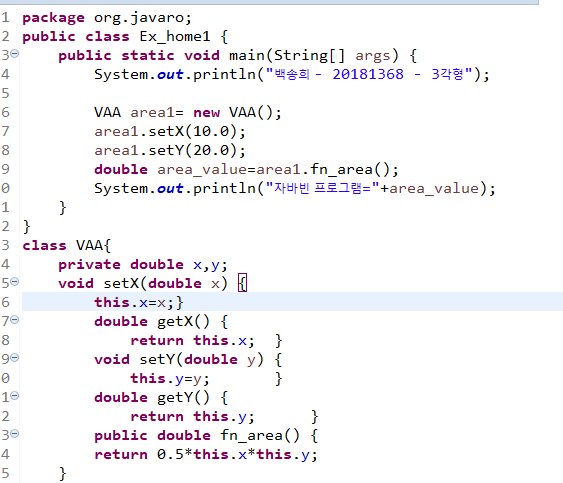 1 package org.javaro;
2 public class Ex_home1 {
3 public static void main(String[] args) {
4 System.out.println("백송희 - 20181368 - 3각형");
5
6 VAA area1= new VAA();
7 area1.setX(10.0);
8 area1.setY(20.0);
9 double area_value=area1.fn_area();
0 System.out.println("자바빈 프로그램="+area_value);
1 }
2 }
3 class VAA{
4 private double x,y;
5 void setX(double x) {
6 this.x=x;}
7 double getX() {
8 return this.x; }
9 void setY(double y) {
0 this.y=y; }
1 double getY() {
2 return this.y; }
3 public double fn_area() {
4 return 0.5*this.x*this.y;
5 }